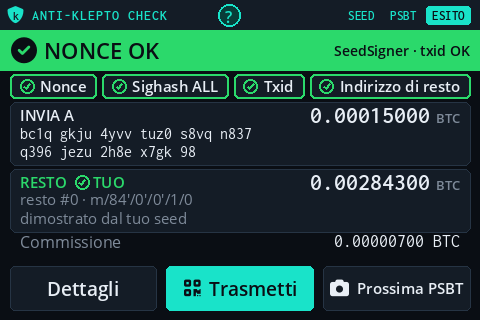 ANTI-KLEPTO CHECK ? SEED PSBT ESITO
NONCE OK SeedSigner · txid OK
Nonce Sighash ALL Txid Indirizzo di resto
INVIA A 0.00015000 BTC
bc1q gkju 4yvv tuz0 s8vq n837
q396 jezu 2h8e x7gk 98
RESTO TUO 0.00284300 BTC
resto #0 · m/84'/0'/0'/1/0
dimostrato dal tuo seed
Commissione 0.00000700 BTC
Dettagli Trasmetti Prossima PSBT